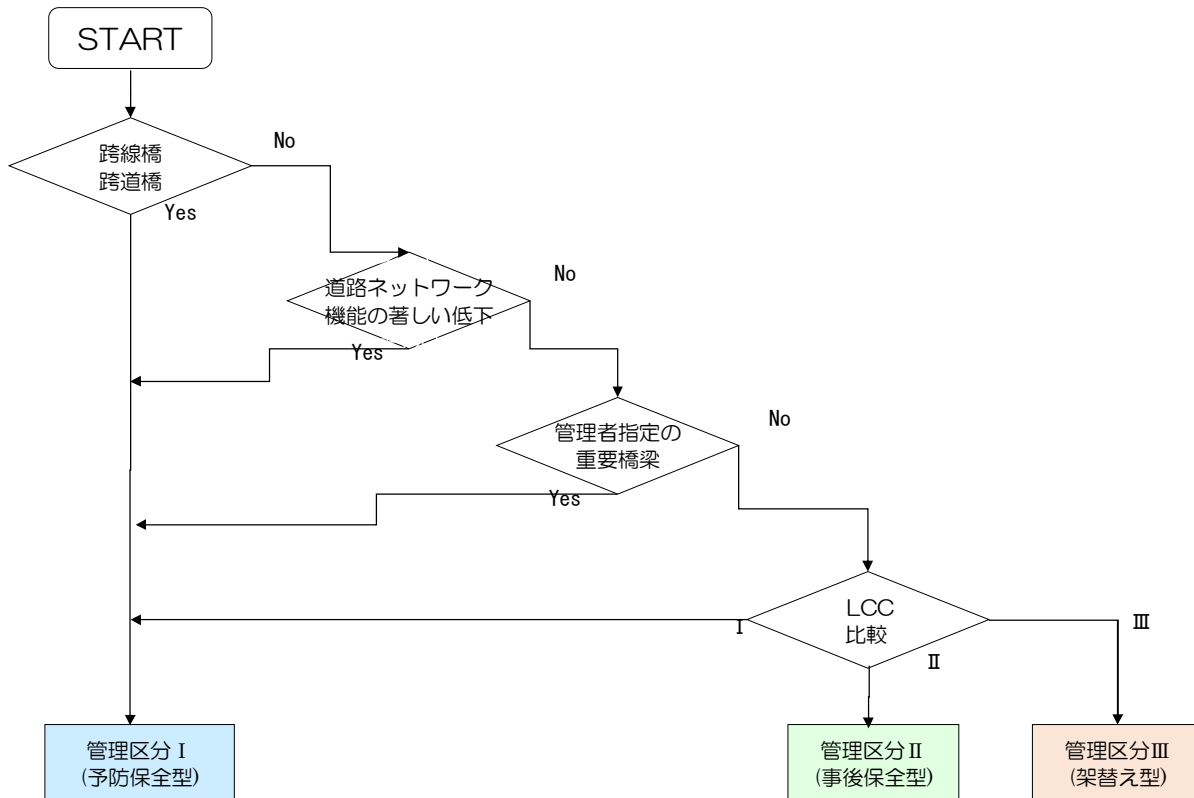 START
跨線橋
跨道橋
No
Yes
道路ネットワーク
機能の著しい低下
No
Yes
管理者指定の
重要橋梁
No
Yes
LCC
比較
Ⅰ
Ⅱ
Ⅲ
管理区分Ⅰ
(予防保全型)
管理区分Ⅱ
(事後保全型)
管理区分Ⅲ
(架替え型)